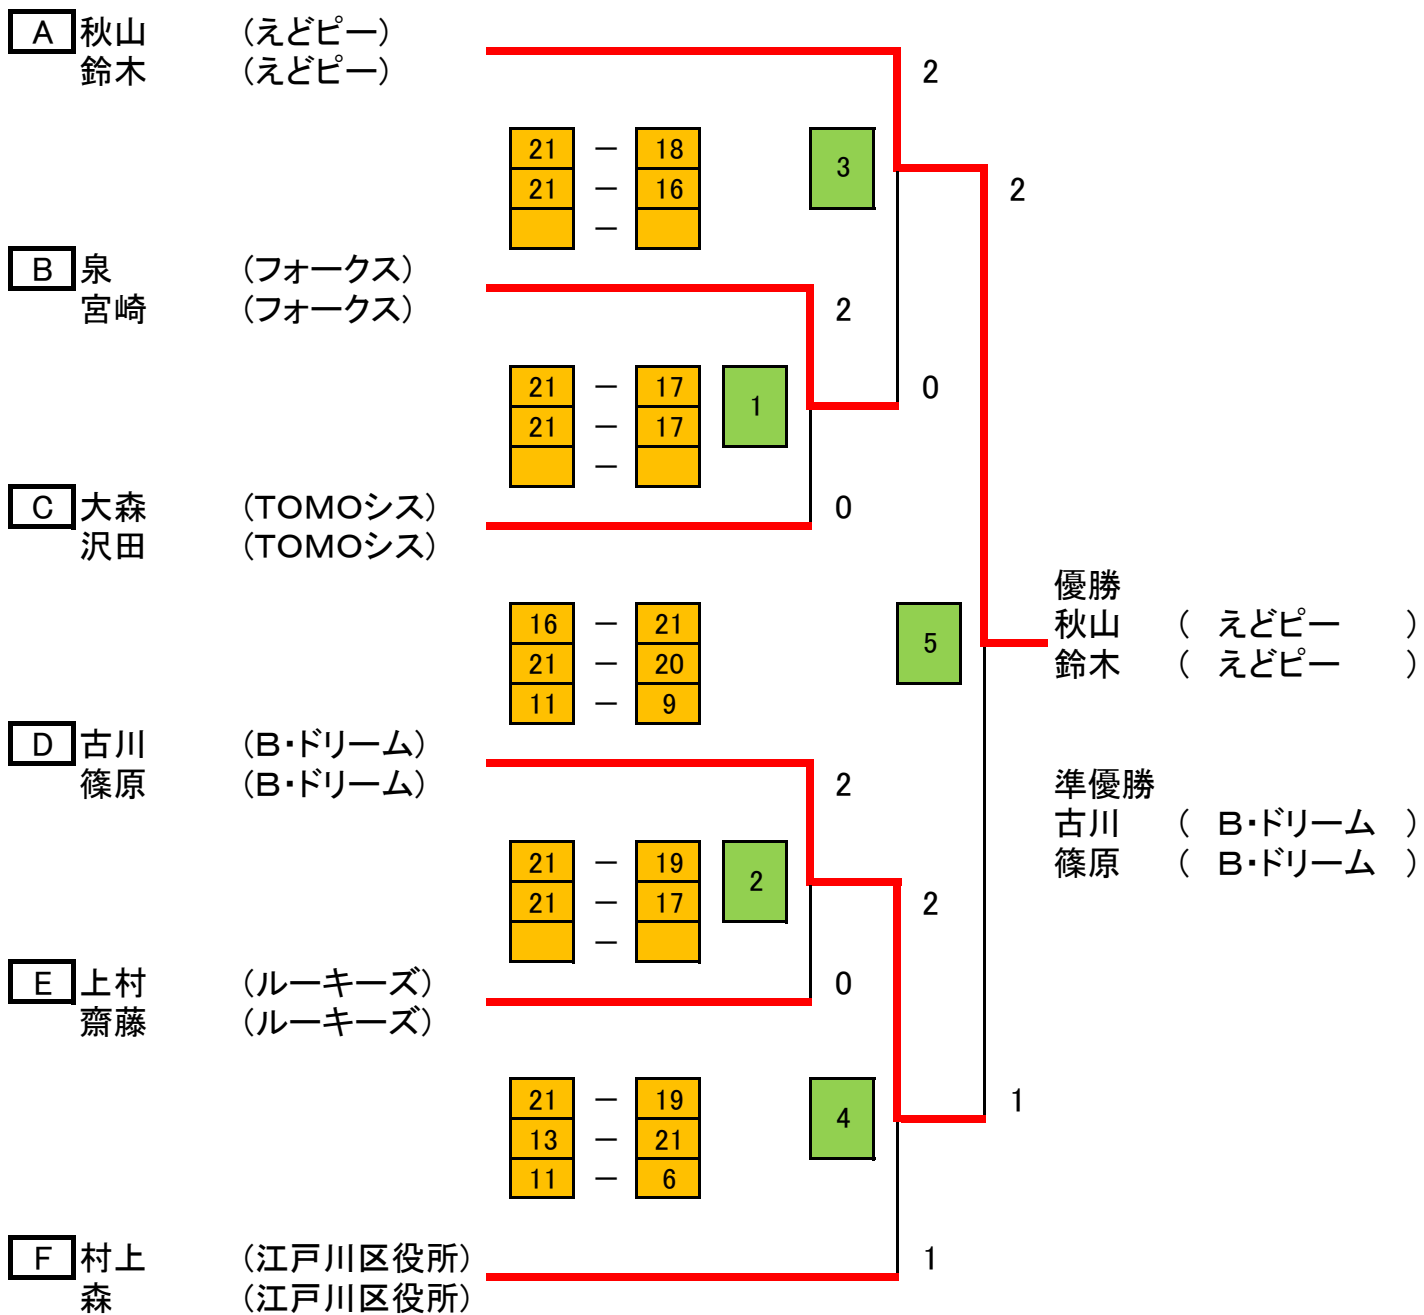 A 秋山 (えどピー)
鈴木 (えどピー)
2
21 － 18
3
21 － 16
2
－
B 泉 (フォークス)
宮崎 (フォークス)
2
21 － 17
1
0
21 － 17
－
C 大森 (TOMOシス)
0
沢田 (TOMOシス)
優勝
16 － 21
秋山 ( えどピー )
5
21 － 20
鈴木 ( えどピー )
11 － 9
D 古川 (B・ドリーム)
篠原 (B・ドリーム)
2
準優勝
古川 ( B・ドリーム )
21 － 19
篠原 ( B・ドリーム )
2
21 － 17
2
－
E 上村 (ルーキーズ)
0
齋藤 (ルーキーズ)
21 － 19
1
4
13 － 21
11 － 6
F 村上 (江戸川区役所)
1
森 (江戸川区役所)